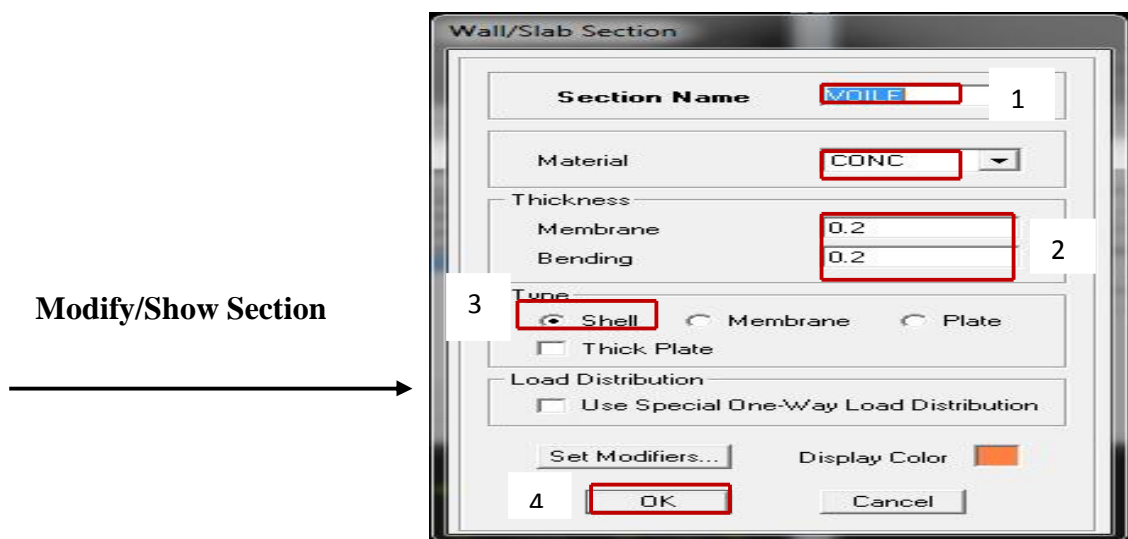 Wall/Slab Section
Section Name VOILE 1
Material CONC
Thickness
Membrane 0.2
Bending 0.2 2
3 Type
Modify/Show Section
Shell Membrane Plate
Thick Plate
Load Distribution
Use Special One-Way Load Distribution
Set Modifiers... Display Color
4 OK Cancel